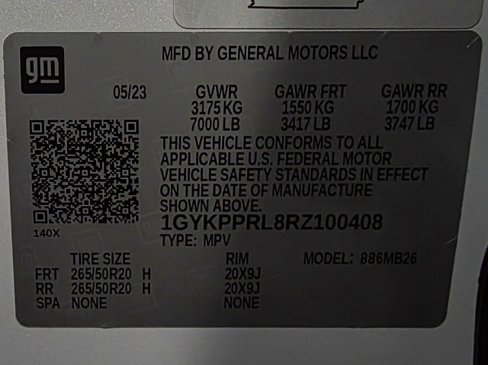 gm
MFD BY GENERAL MOTORS LLC
05/23 GVWR GAWR FRT GAWR RR
3175 KG 1550 KG 1700 KG
7000 LB 3417 LB 3747 LB
THIS VEHICLE CONFORMS TO ALL
APPLICABLE U.S. FEDERAL MOTOR
VEHICLE SAFETY STANDARDS IN EFFECT
ON THE DATE OF MANUFACTURE
SHOWN ABOVE.
1GYKPPRL8RZ100408
140X
TYPE: MPV
TIRE SIZE RIM MODEL: 886MB26
FRT 265/50R20 H 20X9J
RR 265/50R20 H 20X9J
SPA NONE NONE